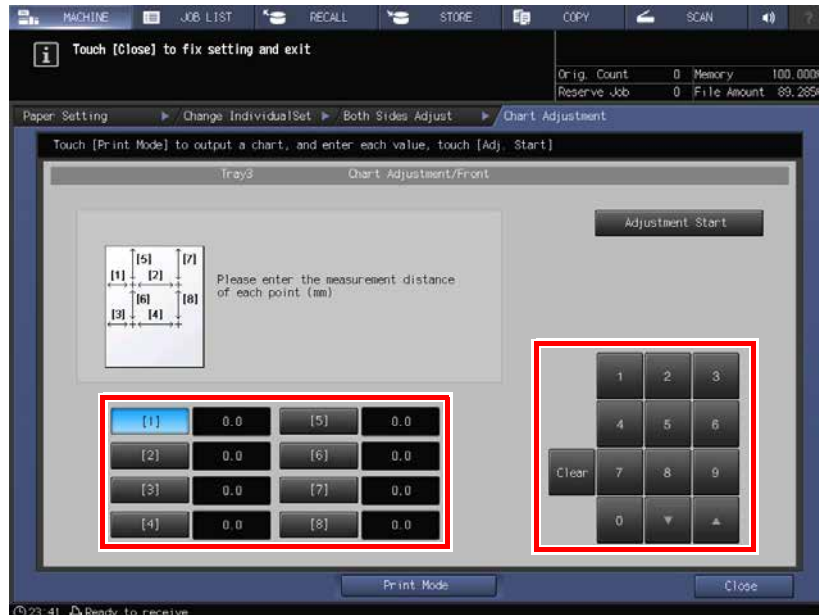 MACHINE JOB LIST RECALL STORE COPY SCAN ?
Touch [Close] to fix setting and exit
Orig. Count 0 Memory 100.000%
Reserve Job 0 File Amount 89.285%
Paper Setting Change IndividualSet Both Sides Adjust Chart Adjustment
Touch [Print Mode] to output a chart, and enter each value, touch [Adj. Start]
Tray3 Chart Adjustment/Front
Adjustment Start
[5] [7]
[1] [2]
[6] [8]
[3] [4]
Please enter the measurement distance
of each point (mm)
1 2 3
[1] 0.0 [5] 0.0
4 5 6
[2] 0.0 [6] 0.0
Clear 7 8 9
[3] 0.0 [7] 0.0
[4] 0.0 [8] 0.0
0 ▼ ▲
Print Mode Close
23:41 Ready to receive